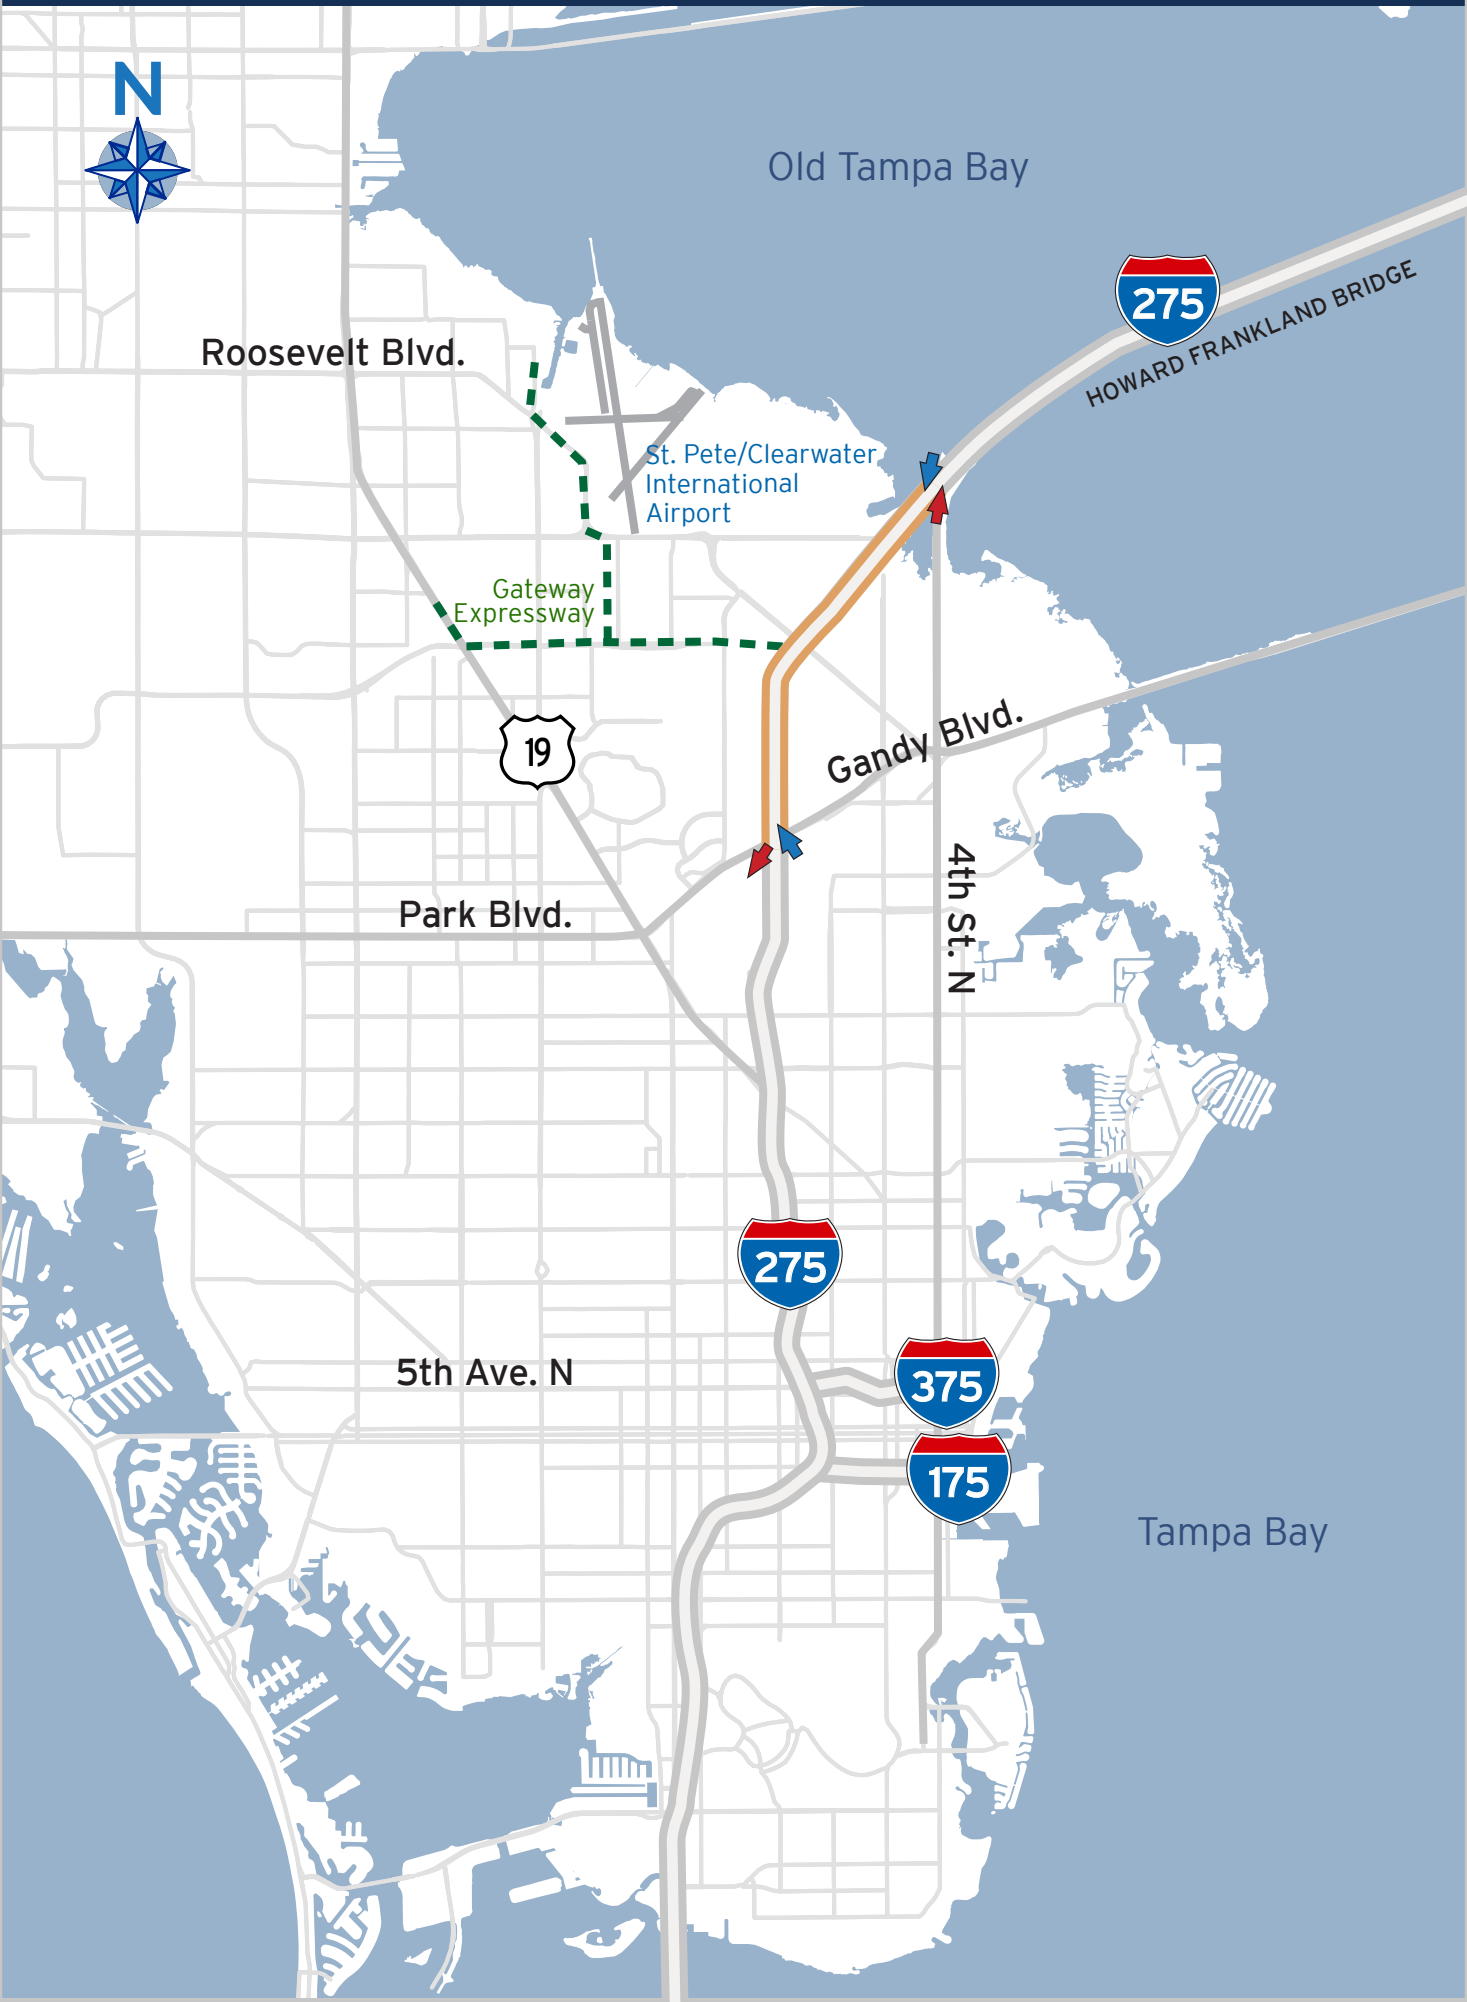 N
Old Tampa Bay
275
HOWARD FRANKLAND BRIDGE
Roosevelt Blvd.
St. Pete/Clearwater
International
Airport
Gateway
Expressway
19
Gandy Blvd.
4th St. N
Park Blvd.
275
375
5th Ave. N
175
Tampa Bay